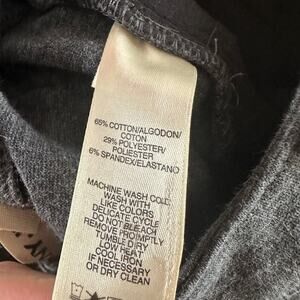 65% COTTON/ALGODON/
COTON
29% POLYESTER/
POLIESTER
6% SPANDEX/ELASTANO
MACHINE WASH COLD
WASH WITH
LIKE COLORS
DELICATE CYCLE
DO NOT BLEACH
REMOVE PROMPTLY
TUMBLE DRY
LOW HEAT
COOL IRON
IF NECESSARY
OR DRY CLEAN